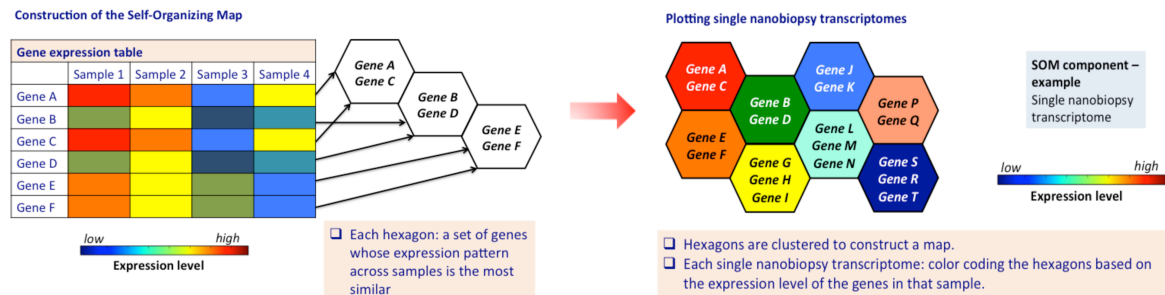 Construction of the Self-Organizing Map
Gene expression table
Sample 1 Sample 2 Sample 3 Sample 4
Gene A
Gene B
Gene C
Gene D
Gene E
Gene F
low high
Expression level
Gene A
Gene C
Gene B
Gene D
Gene E
Gene F
Each hexagon: a set of genes
whose expression pattern
across samples is the most
similar
Plotting single nanobiopsy transcriptomes
Gene A
Gene C
Gene B
Gene D
Gene E
Gene F
Gene G
Gene H
Gene I
Gene J
Gene K
Gene L
Gene M
Gene N
Gene P
Gene Q
Gene S
Gene R
Gene T
SOM component –
example
Single nanobiopsy
transcriptome
low high
Expression level
Hexagons are clustered to construct a map.
Each single nanobiopsy transcriptome: color coding the hexagons based on
the expression level of the genes in that sample.